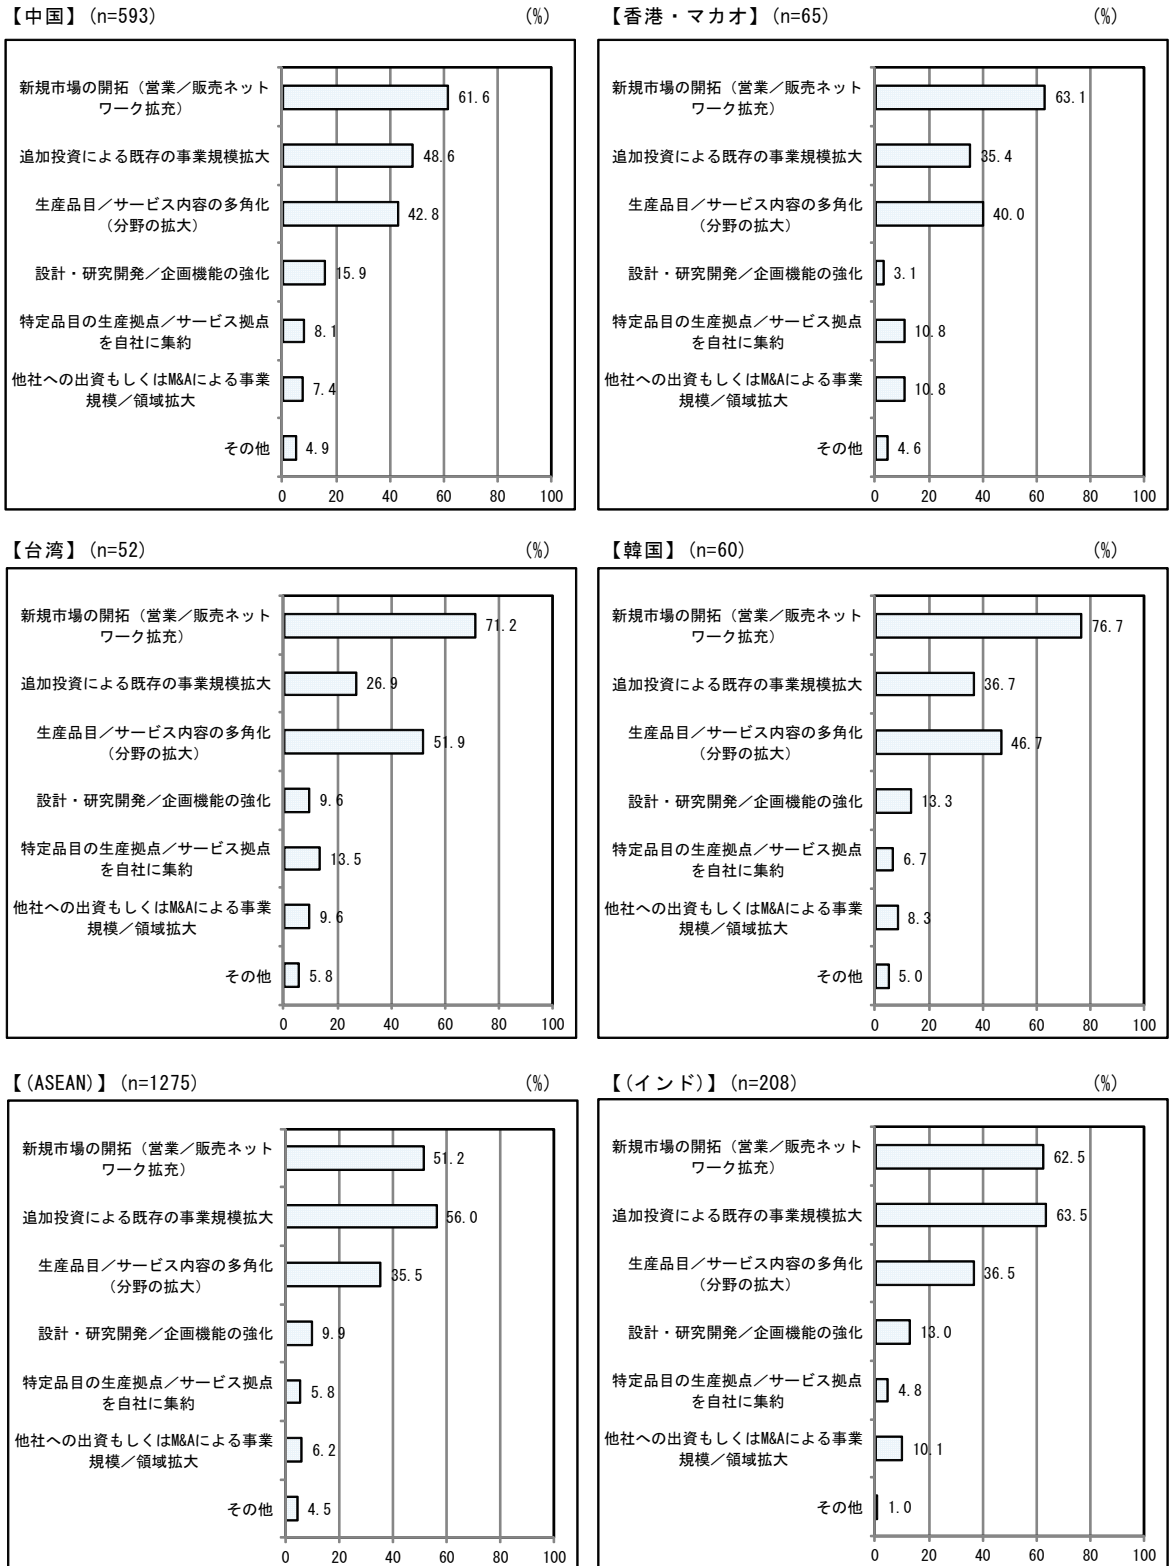 【中国】(n=593) (%)
新規市場の開拓（営業／販売ネット
ワーク拡充）
61.6
追加投資による既存の事業規模拡大
48.6
生産品目／サービス内容の多角化
（分野の拡大）
42.8
設計・研究開発／企画機能の強化
15.9
特定品目の生産拠点／サービス拠点
を自社に集約
8.1
他社への出資もしくはM&Aによる事業
規模／領域拡大
7.4
その他
4.9
0 20 40 60 80 100
【香港・マカオ】(n=65) (%)
新規市場の開拓（営業／販売ネット
ワーク拡充）
63.1
追加投資による既存の事業規模拡大
35.4
生産品目／サービス内容の多角化
（分野の拡大）
40.0
設計・研究開発／企画機能の強化
3.1
特定品目の生産拠点／サービス拠点
を自社に集約
10.8
他社への出資もしくはM&Aによる事業
規模／領域拡大
10.8
その他
4.6
0 20 40 60 80 100
【台湾】(n=52) (%)
新規市場の開拓（営業／販売ネット
ワーク拡充）
71.2
追加投資による既存の事業規模拡大
26.9
生産品目／サービス内容の多角化
（分野の拡大）
51.9
設計・研究開発／企画機能の強化
9.6
特定品目の生産拠点／サービス拠点
を自社に集約
13.5
他社への出資もしくはM&Aによる事業
規模／領域拡大
9.6
その他
5.8
0 20 40 60 80 100
【韓国】(n=60) (%)
新規市場の開拓（営業／販売ネット
ワーク拡充）
76.7
追加投資による既存の事業規模拡大
36.7
生産品目／サービス内容の多角化
（分野の拡大）
46.7
設計・研究開発／企画機能の強化
13.3
特定品目の生産拠点／サービス拠点
を自社に集約
6.7
他社への出資もしくはM&Aによる事業
規模／領域拡大
8.3
その他
5.0
0 20 40 60 80 100
【(ASEAN)】(n=1275) (%)
新規市場の開拓（営業／販売ネット
ワーク拡充）
51.2
追加投資による既存の事業規模拡大
56.0
生産品目／サービス内容の多角化
（分野の拡大）
35.5
設計・研究開発／企画機能の強化
9.9
特定品目の生産拠点／サービス拠点
を自社に集約
5.8
他社への出資もしくはM&Aによる事業
規模／領域拡大
6.2
その他
4.5
0 20 40 60 80 100
【(インド)】(n=208) (%)
新規市場の開拓（営業／販売ネット
ワーク拡充）
62.5
追加投資による既存の事業規模拡大
63.5
生産品目／サービス内容の多角化
（分野の拡大）
36.5
設計・研究開発／企画機能の強化
13.0
特定品目の生産拠点／サービス拠点
を自社に集約
4.8
他社への出資もしくはM&Aによる事業
規模／領域拡大
10.1
その他
1.0
0 20 40 60 80 100